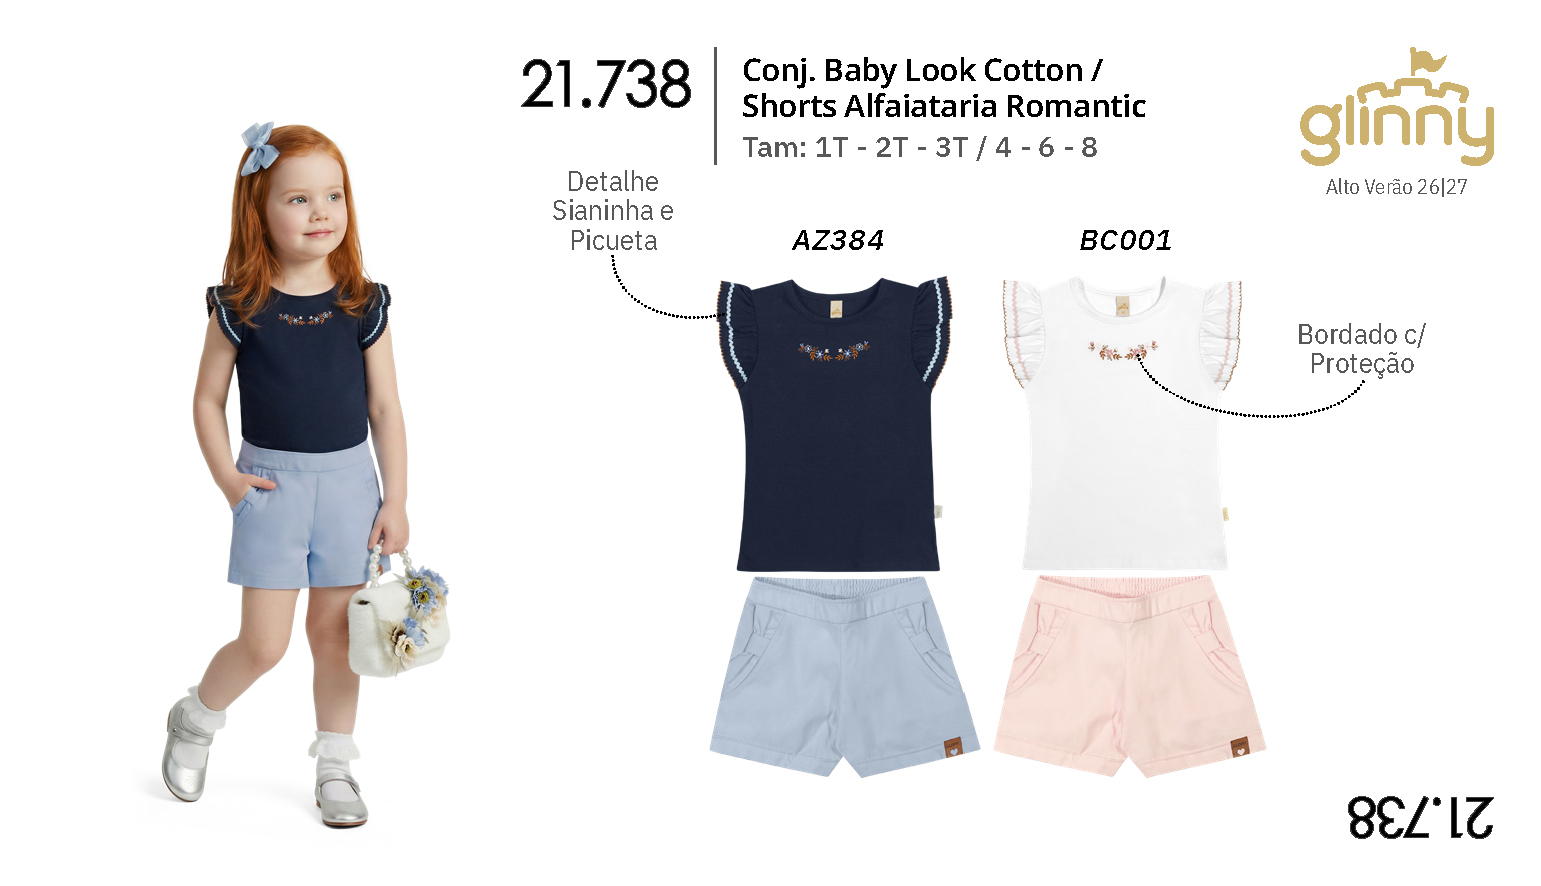 21.738
Conj. Baby Look Cotton /
Shorts Alfaiataria Romantic
Tam: 1T - 2T - 3T / 4 - 6 - 8
glinny
Alto Verão 26|27
Detalhe
Sianinha e
Picueta
AZ384
BC001
Bordado c/
Proteção
21.738